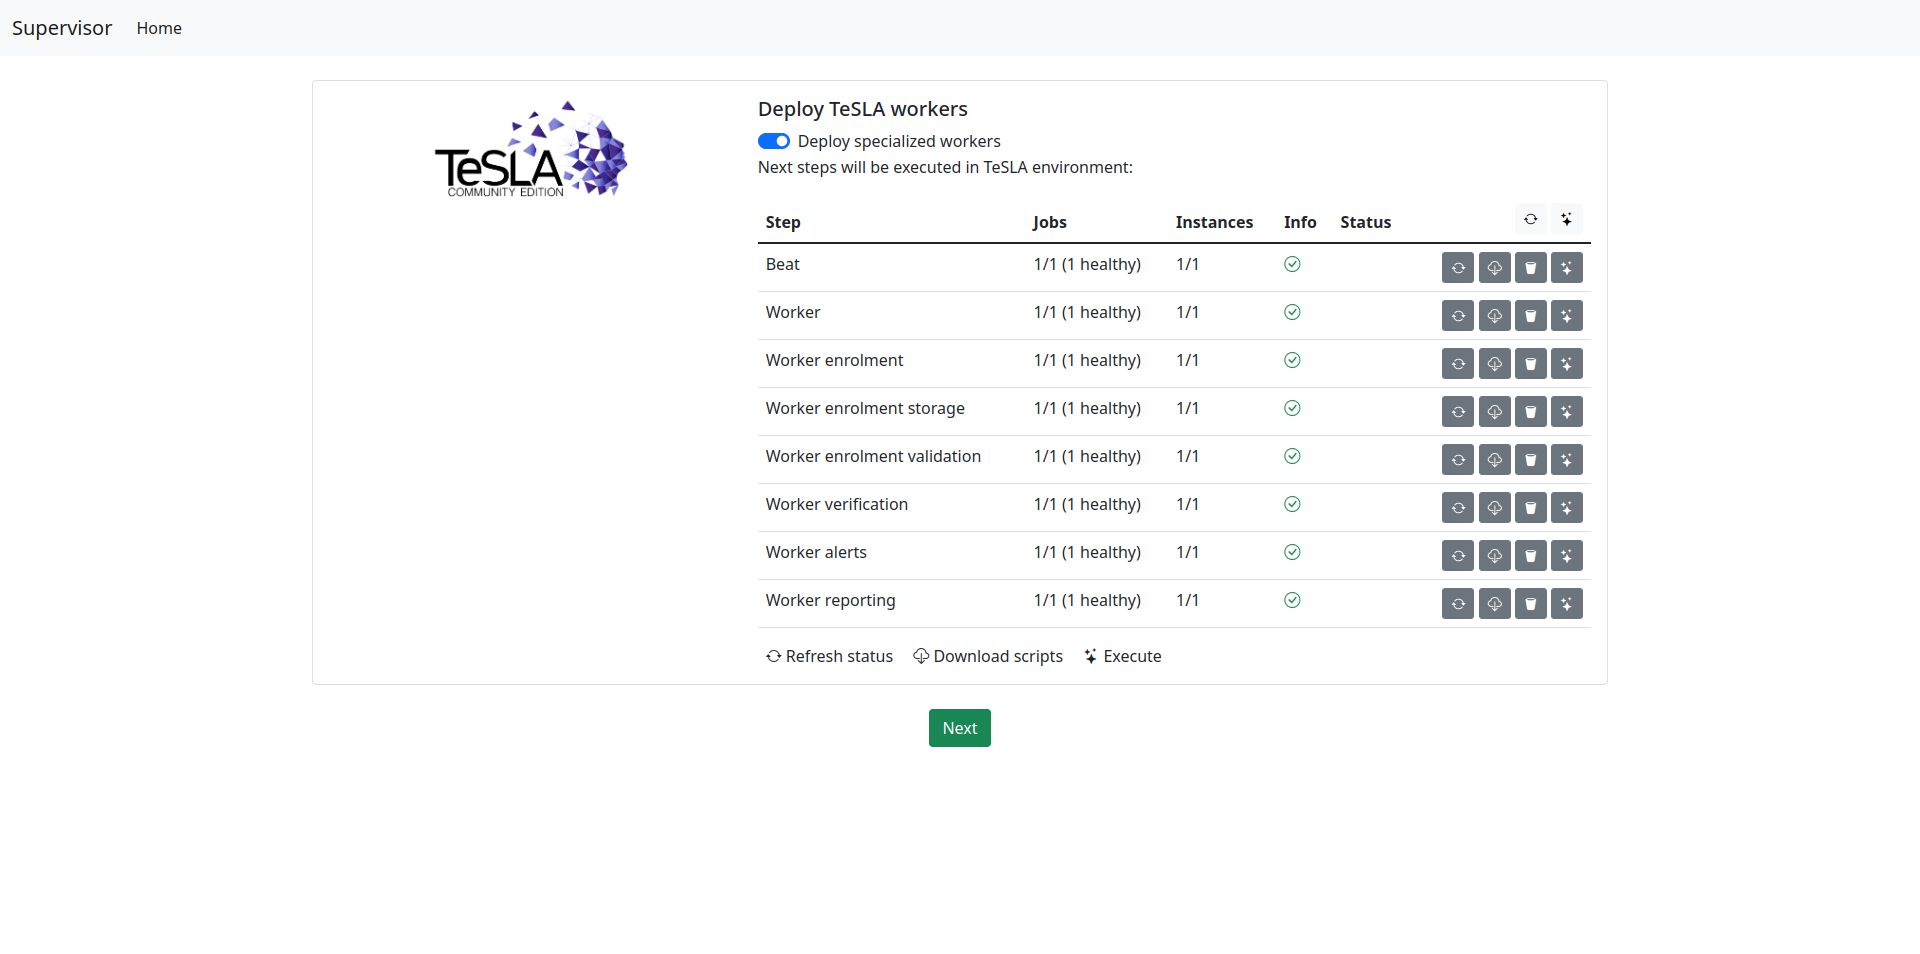 Supervisor Home
TeSLA
COMMUNITY EDITION
Deploy TeSLA workers
Deploy specialized workers
Next steps will be executed in TeSLA environment:
Step Jobs Instances Info Status
Beat 1/1 (1 healthy) 1/1
Worker 1/1 (1 healthy) 1/1
Worker enrolment 1/1 (1 healthy) 1/1
Worker enrolment storage 1/1 (1 healthy) 1/1
Worker enrolment validation 1/1 (1 healthy) 1/1
Worker verification 1/1 (1 healthy) 1/1
Worker alerts 1/1 (1 healthy) 1/1
Worker reporting 1/1 (1 healthy) 1/1
Refresh status Download scripts Execute
Next